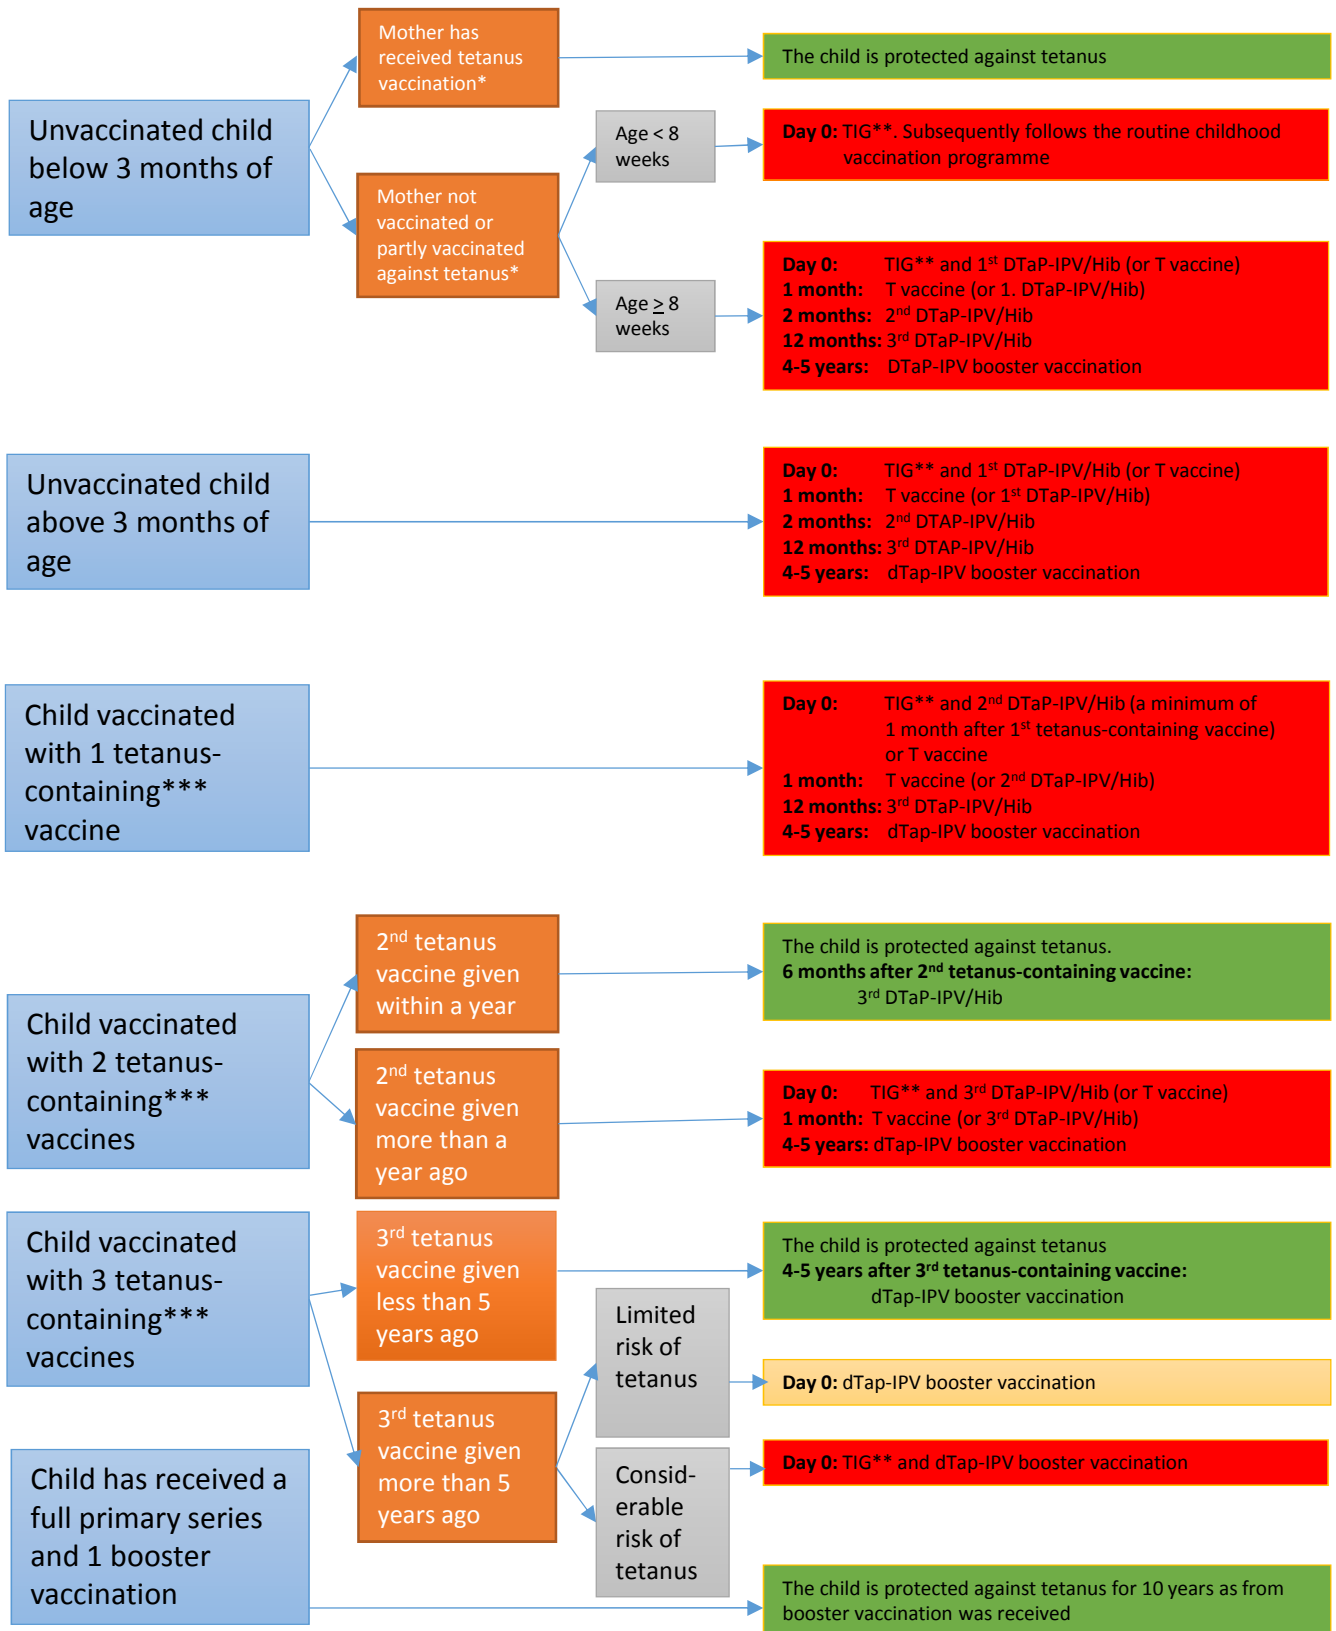 Unvaccinated child
below 3 months of
age
Mother has
received tetanus
vaccination*
The child is protected against tetanus
Mother not
vaccinated or
partly vaccinated
against tetanus*
Age < 8
weeks
Day 0: TIG**. Subsequently follows the routine childhood
vaccination programme
Age ≥ 8
weeks
Day 0: TIG** and 1st DTaP-IPV/Hib (or T vaccine)
1 month: T vaccine (or 1. DTaP-IPV/Hib)
2 months: 2nd DTaP-IPV/Hib
12 months: 3rd DTaP-IPV/Hib
4-5 years: DTaP-IPV booster vaccination
Unvaccinated child
above 3 months of
age
Day 0: TIG** and 1st DTaP-IPV/Hib (or T vaccine)
1 month: T vaccine (or 1st DTaP-IPV/Hib)
2 months: 2nd DTAP-IPV/Hib
12 months: 3rd DTAP-IPV/Hib
4-5 years: dTap-IPV booster vaccination
Child vaccinated
with 1 tetanus-
containing***
vaccine
Day 0: TIG** and 2nd DTaP-IPV/Hib (a minimum of
1 month after 1st tetanus-containing vaccine)
or T vaccine
1 month: T vaccine (or 2nd DTaP-IPV/Hib)
12 months: 3rd DTaP-IPV/Hib
4-5 years: dTap-IPV booster vaccination
Child vaccinated
with 2 tetanus-
containing***
vaccines
2nd tetanus
vaccine given
within a year
The child is protected against tetanus.
6 months after 2nd tetanus-containing vaccine:
3rd DTaP-IPV/Hib
2nd tetanus
vaccine given
more than a
year ago
Day 0: TIG** and 3rd DTaP-IPV/Hib (or T vaccine)
1 month: T vaccine (or 3rd DTaP-IPV/Hib)
4-5 years: dTap-IPV booster vaccination
Child vaccinated
with 3 tetanus-
containing***
vaccines
3rd tetanus
vaccine given
less than 5
years ago
The child is protected against tetanus
4-5 years after 3rd tetanus-containing vaccine:
dTap-IPV booster vaccination
3rd tetanus
vaccine given
more than 5
years ago
Limited
risk of
tetanus
Day 0: dTap-IPV booster vaccination
Consid-
erable
risk of
tetanus
Day 0: TIG** and dTap-IPV booster vaccination
Child has received a
full primary series
and 1 booster
vaccination
The child is protected against tetanus for 10 years as from
booster vaccination was received